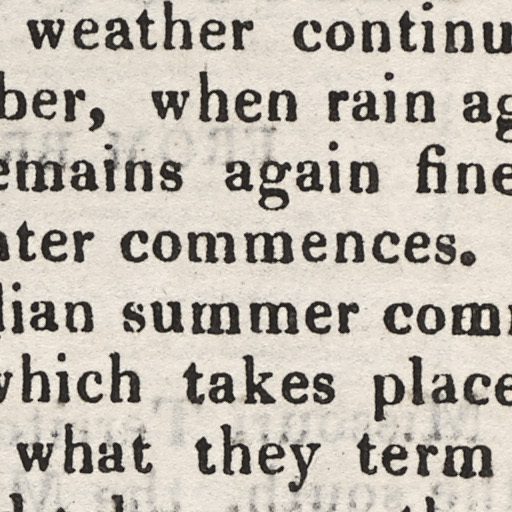 weather continu
ber, when rain ag
emains again fine
ter commences.
lian summer com
which takes place
what they term